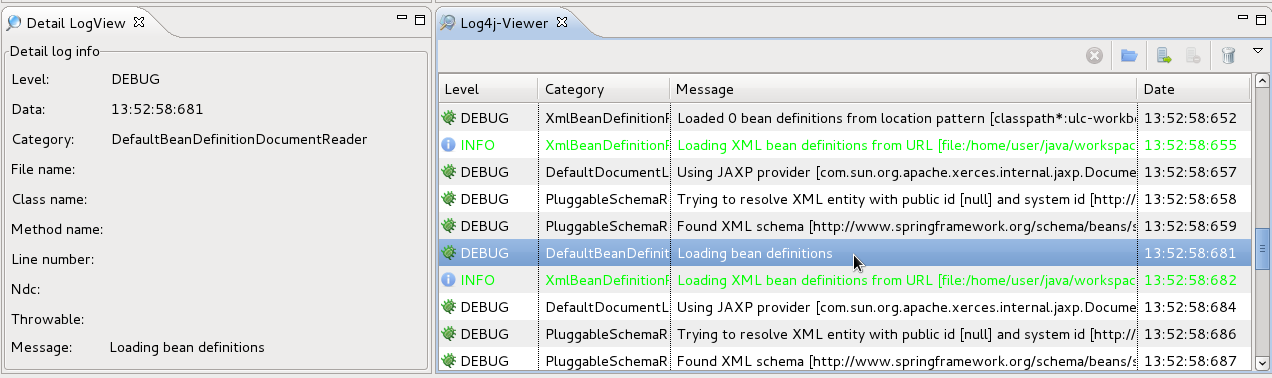 Detail LogView
Detail log info
Level: DEBUG
Data: 13:52:58:681
Category: DefaultBeanDefinitionDocumentReader
File name:
Class name:
Method name:
Line number:
Ndc:
Throwable:
Message: Loading bean definitions
Log4j-Viewer
Level Category Message Date
DEBUG XmlBeanDefinitionR Loaded 0 bean definitions from location pattern [classpath*:ulc-workb 13:52:58:652
INFO XmlBeanDefinitionR Loading XML bean definitions from URL [file:/home/user/java/workspac 13:52:58:655
DEBUG DefaultDocumentL Using JAXP provider [com.sun.org.apache.xerces.internal.jaxp.Docume 13:52:58:657
DEBUG PluggableSchemaR Trying to resolve XML entity with public id [null] and system id [http:// 13:52:58:658
DEBUG PluggableSchemaR Found XML schema [http://www.springframework.org/schema/beans/s 13:52:58:659
DEBUG DefaultBeanDefinit Loading bean definitions 13:52:58:681
INFO XmlBeanDefinitionR Loading XML bean definitions from URL [file:/home/user/java/workspac 13:52:58:682
DEBUG DefaultDocumentL Using JAXP provider [com.sun.org.apache.xerces.internal.jaxp.Docume 13:52:58:684
DEBUG PluggableSchemaR Trying to resolve XML entity with public id [null] and system id [http:// 13:52:58:686
DEBUG PluggableSchemaR Found XML schema [http://www.springframework.org/schema/beans/s 13:52:58:687